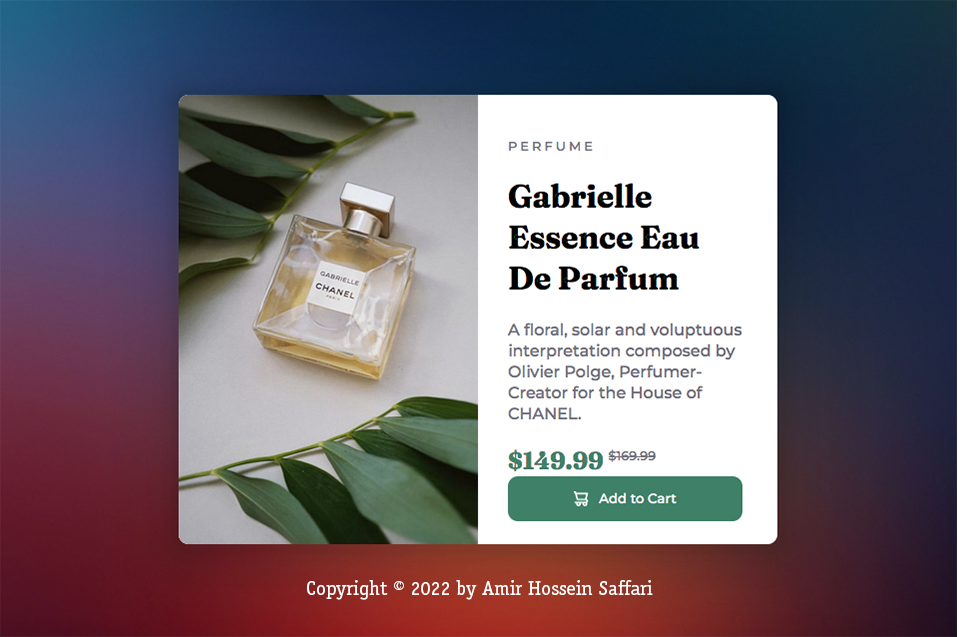 GABRIELLE
CHANEL
PARIS
PERFUME
Gabrielle
Essence Eau
De Parfum
A floral, solar and voluptuous
interpretation composed by
Olivier Polge, Perfumer-
Creator for the House of
CHANEL.
$149.99 $169.99
Add to Cart
Copyright © 2022 by Amir Hossein Saffari